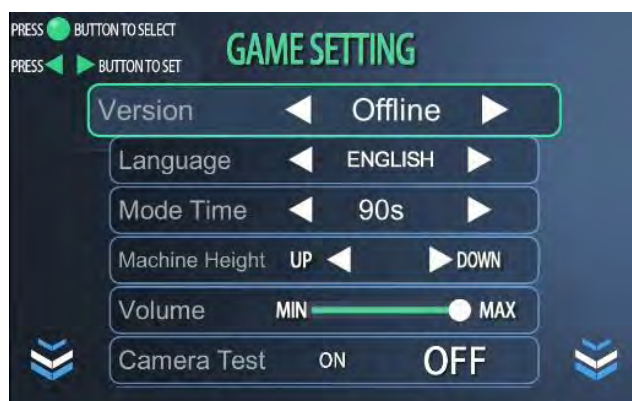 PRESS BUTTON TO SELECT
PRESS BUTTON TO SET
GAME SETTING
Version Offline
Language ENGLISH
Mode Time 90s
Machine Height UP DOWN
Volume MIN MAX
Camera Test ON OFF